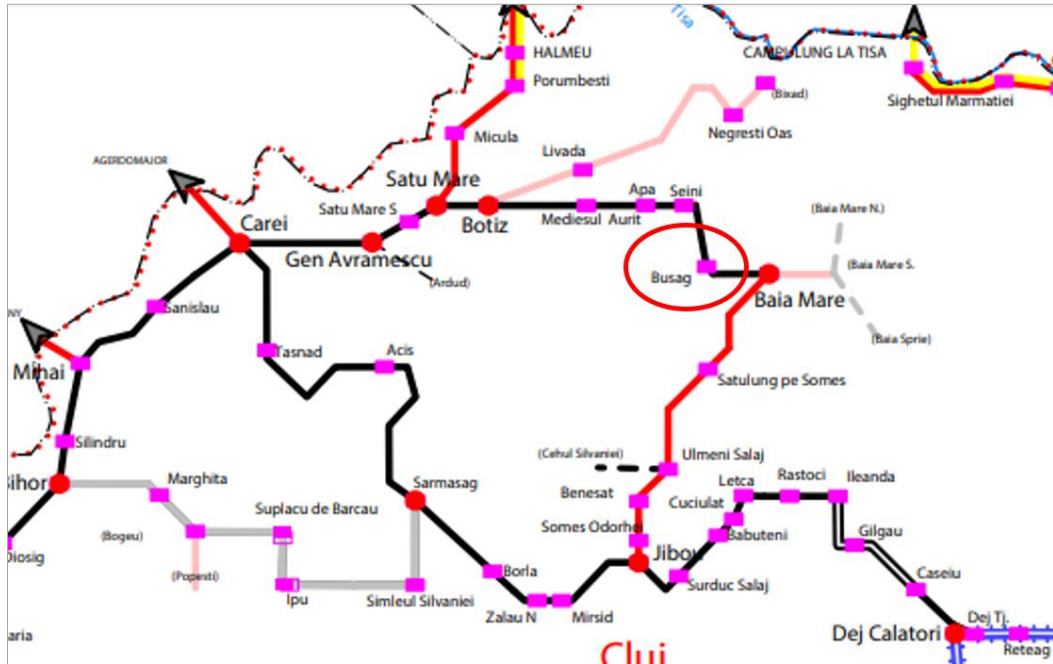 Tisa
HALMEU
CAMPULUNG LA TISA
Porumbesti
(Bixad)
Sighetul Marmatiei
Negresti Oas
Micula
Livada
AGERDOMAJOR
Satu Mare
Apa
Seini
Satu Mare S
Carei
Botiz
Mediesul Aurit
(Baia Mare N.)
Gen Avramescu
(Ardud)
Busag
(Baia Mare S.
Baia Mare
Sanislau
NY
(Baia Sprie)
Mihai
Tasnad
Acis
Satulung pe Somes
Silindru
(Cehul Silvaniei)
Ulmeni Salaj
Bihor
Marghita
Sarmasag
Benesat
Letca
Rastoci
Ileanda
Cuciulat
Suplacu de Barcau
Somes Odorhei
Babuteni
Gilgau
(Bogeu)
Diosig
Jibou
(Popesti)
Borla
Surduc Salaj
Caseiu
Ipu
Simleul Silvaniei
Zalau N
Mirsid
Dej Calatori
Dej Tj.
Reteag
aria
Cluj